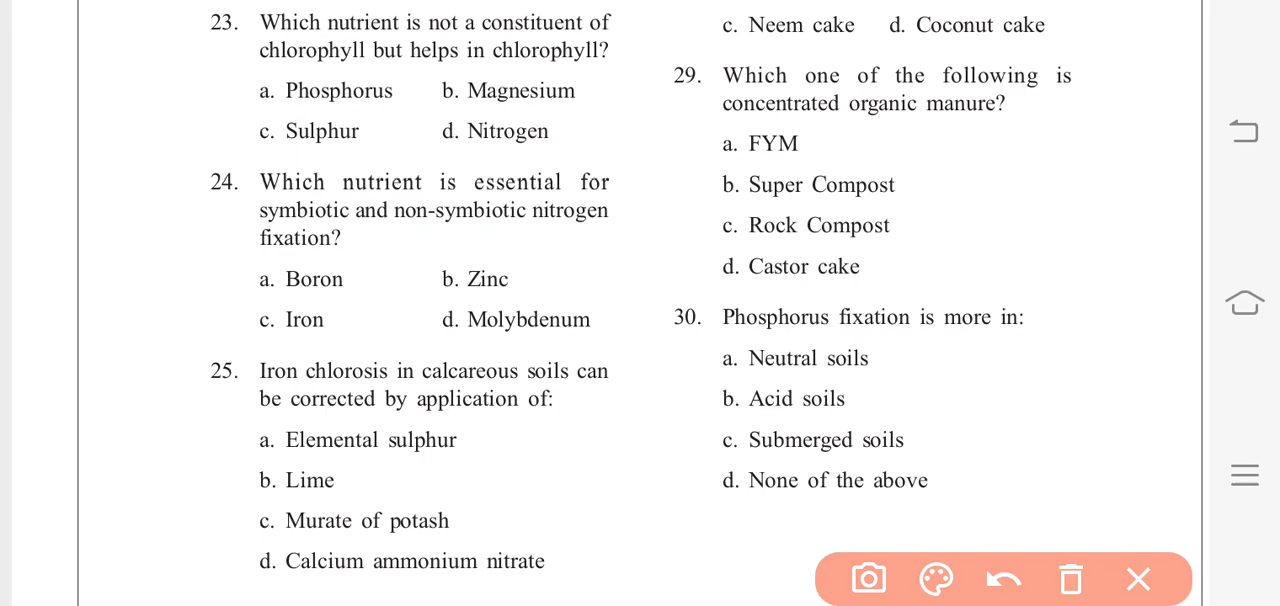 23. Which nutrient is not a constituent of
chlorophyll but helps in chlorophyll?
a. Phosphorus b. Magnesium
c. Sulphur d. Nitrogen
24. Which nutrient is essential for
symbiotic and non-symbiotic nitrogen
fixation?
a. Boron b. Zinc
c. Iron d. Molybdenum
25. Iron chlorosis in calcareous soils can
be corrected by application of:
a. Elemental sulphur
b. Lime
c. Murate of potash
d. Calcium ammonium nitrate
c. Neem cake d. Coconut cake
29. Which one of the following is
concentrated organic manure?
a. FYM
b. Super Compost
c. Rock Compost
d. Castor cake
30. Phosphorus fixation is more in:
a. Neutral soils
b. Acid soils
c. Submerged soils
d. None of the above